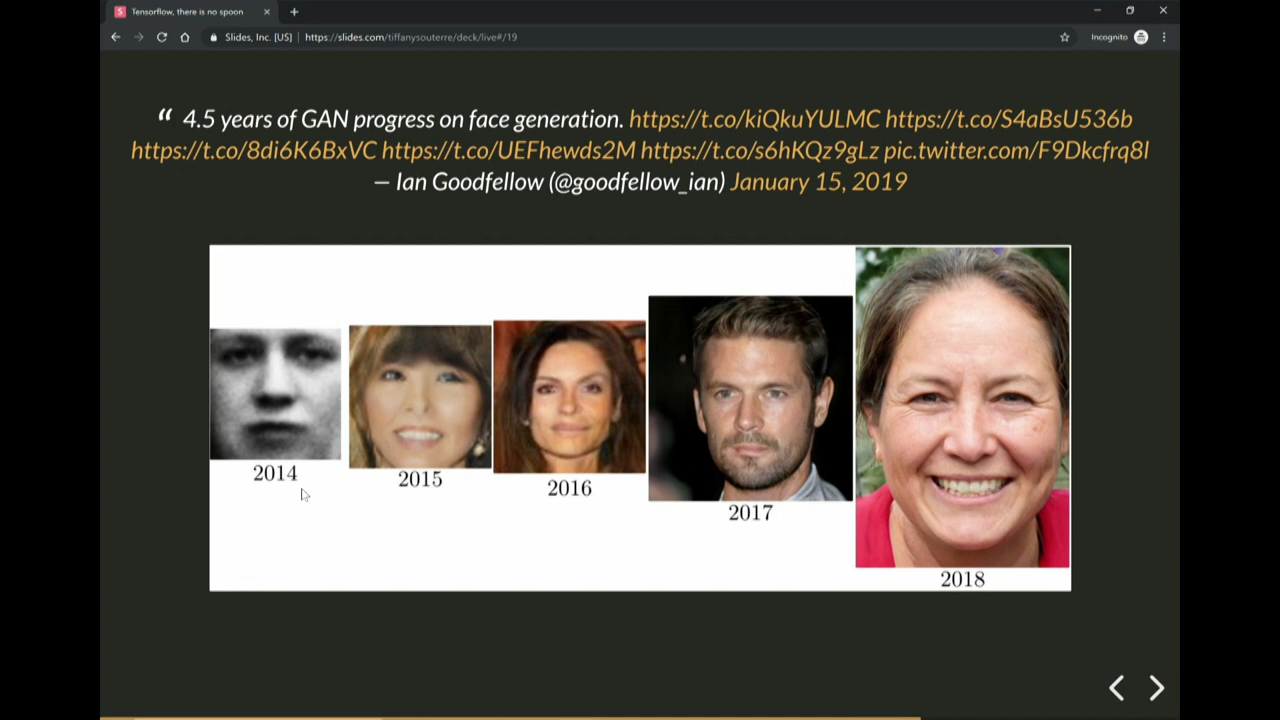 Tensorflow, there is no spoon
Slides, Inc. [US] | https://slides.com/tiffanysouterre/deck/live#/19
Incognito
“ 4.5 years of GAN progress on face generation. https://t.co/kiQkuYULMC https://t.co/S4aBsU536b
https://t.co/8di6K6BxVC https://t.co/UEFhewds2M https://t.co/s6hKQz9gLz pic.twitter.com/F9Dkcfrq8l
— Ian Goodfellow (@goodfellow_ian) January 15, 2019
2014
2015
2016
2017
2018